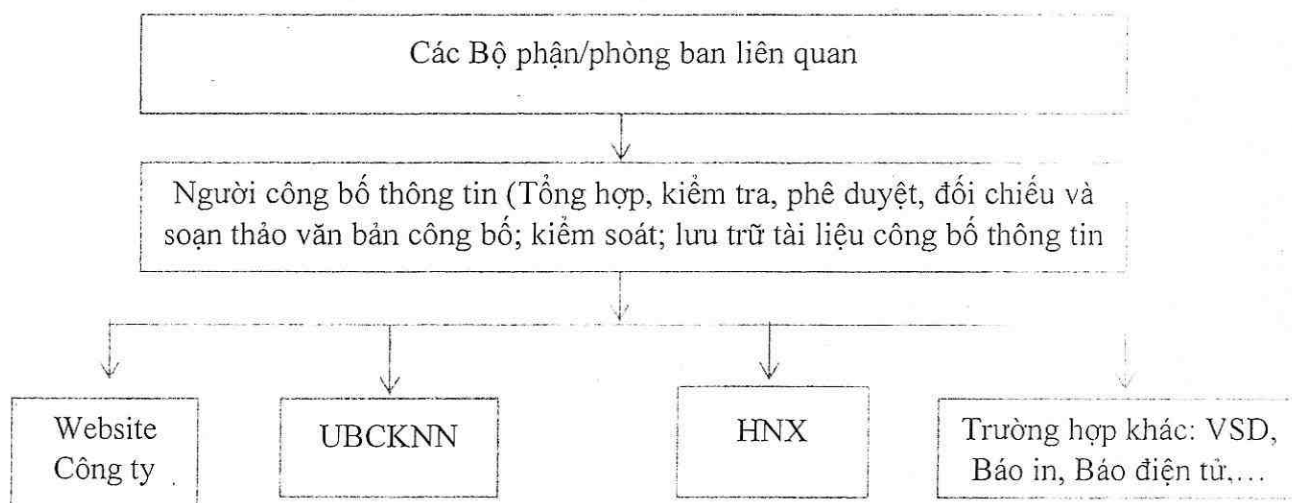 Các Bộ phận/phòng ban liên quan
Người công bố thông tin (Tổng hợp, kiểm tra, phê duyệt, đối chiếu và
soạn thảo văn bản công bố; kiểm soát; lưu trữ tài liệu công bố thông tin
Website
Công ty
UBCKNN
HNX
Trường hợp khác: VSD,
Báo in, Báo điện tử,...